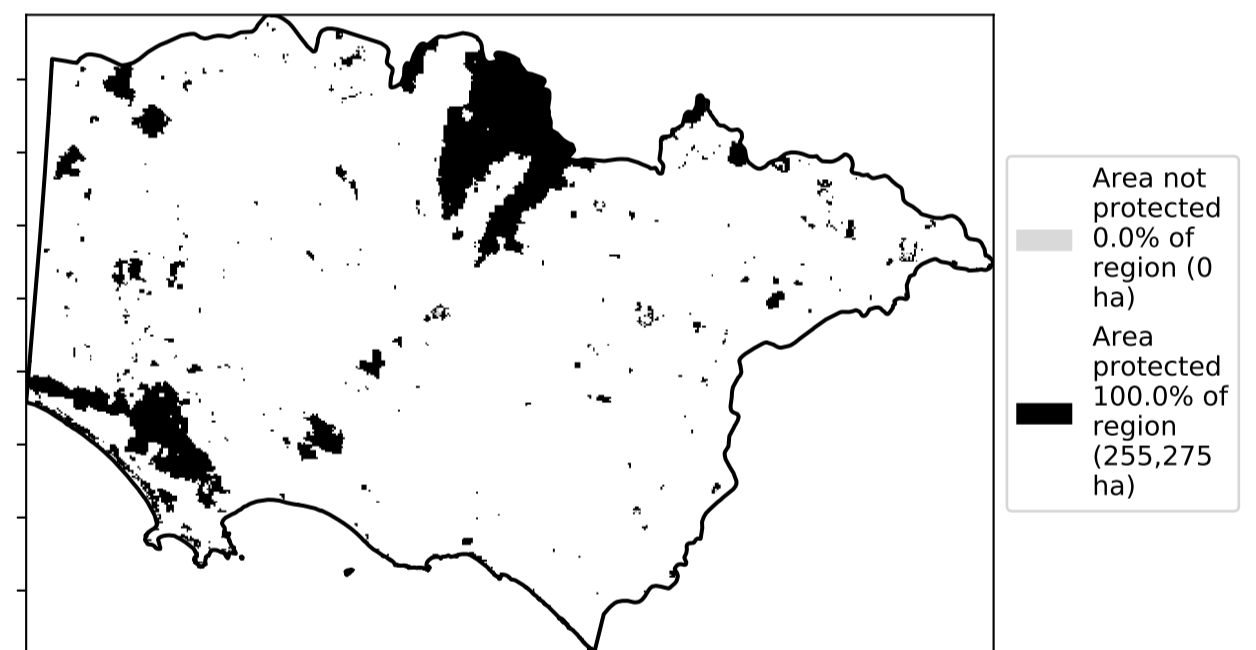 Area not
protected
0.0% of
region (0
ha)
Area
protected
100.0% of
region
(255,275
ha)